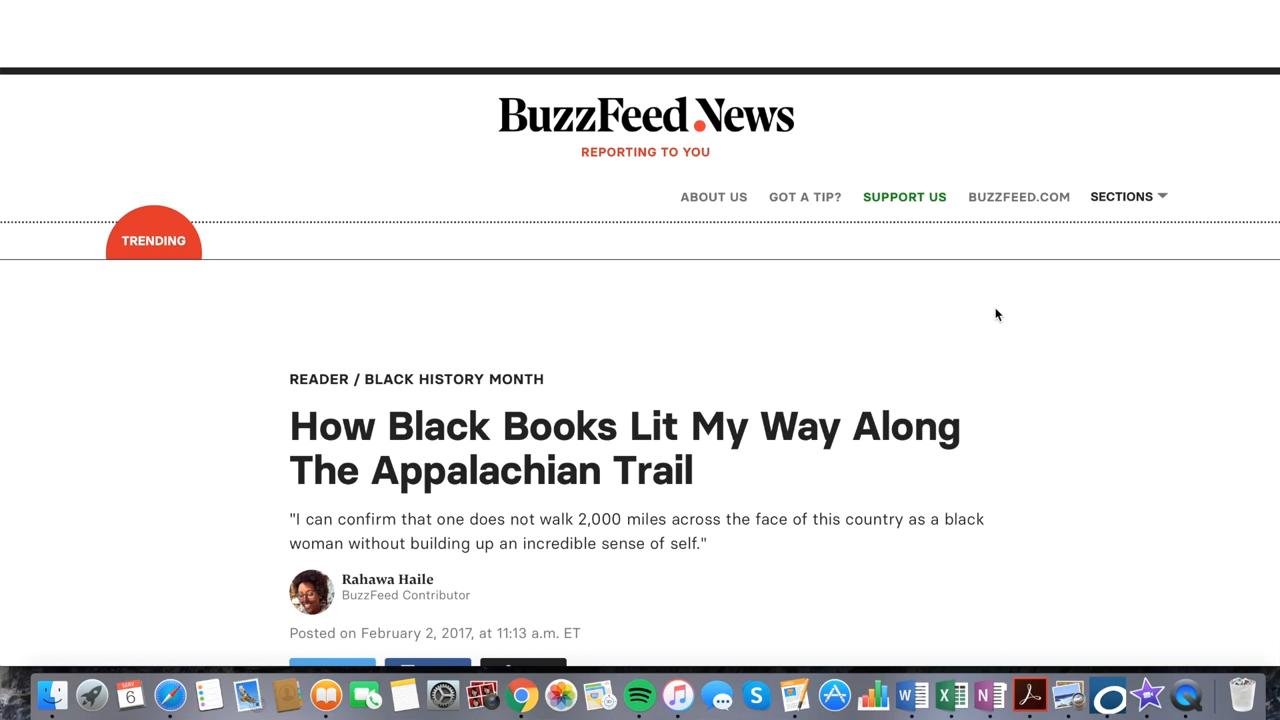 BuzzFeed News
REPORTING TO YOU
ABOUT US GOT A TIP? SUPPORT US BUZZFEED.COM SECTIONS
TRENDING
READER / BLACK HISTORY MONTH
How Black Books Lit My Way Along
The Appalachian Trail
"I can confirm that one does not walk 2,000 miles across the face of this country as a black
woman without building up an incredible sense of self."
Rahawa Haile
BuzzFeed Contributor
Posted on February 2, 2017, at 11:13 a.m. ET
MAY
6